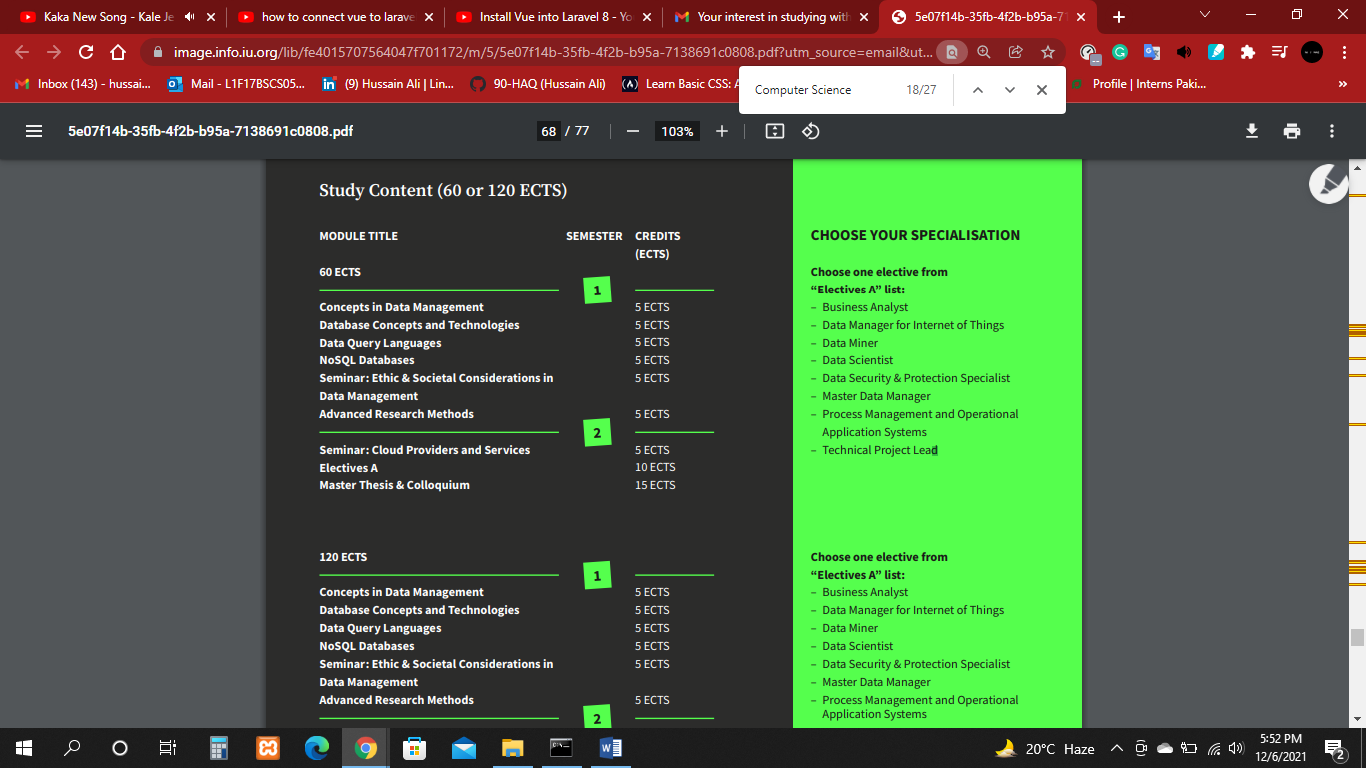 Kaka New Song - Kale Je
how to connect vue to larave
Install Vue into Laravel 8 - Yo
Your interest in studying with
5e07f14b-35fb-4f2b-b95a-71
image.info.iu.org/lib/fe4015707564047f701172/m/5/5e07f14b-35fb-4f2b-b95a-7138691c0808.pdf?utm_source=email&ut...
Inbox (143) - hussai...
Mail - L1F17BSCS05...
(9) Hussain Ali | Lin...
90-HAQ (Hussain Ali)
Learn Basic CSS: A
Profile | Interns Paki...
»
Computer Science 18/27
5e07f14b-35fb-4f2b-b95a-7138691c0808.pdf
68 / 77
103%
Study Content (60 or 120 ECTS)
MODULE TITLE SEMESTER CREDITS
(ECTS)
60 ECTS
1
Concepts in Data Management 5 ECTS
Database Concepts and Technologies 5 ECTS
Data Query Languages 5 ECTS
NoSQL Databases 5 ECTS
Seminar: Ethic & Societal Considerations in 5 ECTS
Data Management
Advanced Research Methods 5 ECTS
2
Seminar: Cloud Providers and Services 5 ECTS
Electives A 10 ECTS
Master Thesis & Colloquium 15 ECTS
120 ECTS
1
Concepts in Data Management 5 ECTS
Database Concepts and Technologies 5 ECTS
Data Query Languages 5 ECTS
NoSQL Databases 5 ECTS
Seminar: Ethic & Societal Considerations in 5 ECTS
Data Management
Advanced Research Methods 5 ECTS
2
CHOOSE YOUR SPECIALISATION
Choose one elective from
“Electives A” list:
– Business Analyst
– Data Manager for Internet of Things
– Data Miner
– Data Scientist
– Data Security & Protection Specialist
– Master Data Manager
– Process Management and Operational
Application Systems
– Technical Project Lead
Choose one elective from
“Electives A” list:
– Business Analyst
– Data Manager for Internet of Things
– Data Miner
– Data Scientist
– Data Security & Protection Specialist
– Master Data Manager
– Process Management and Operational
Application Systems
20°C Haze
5:52 PM
12/6/2021
2